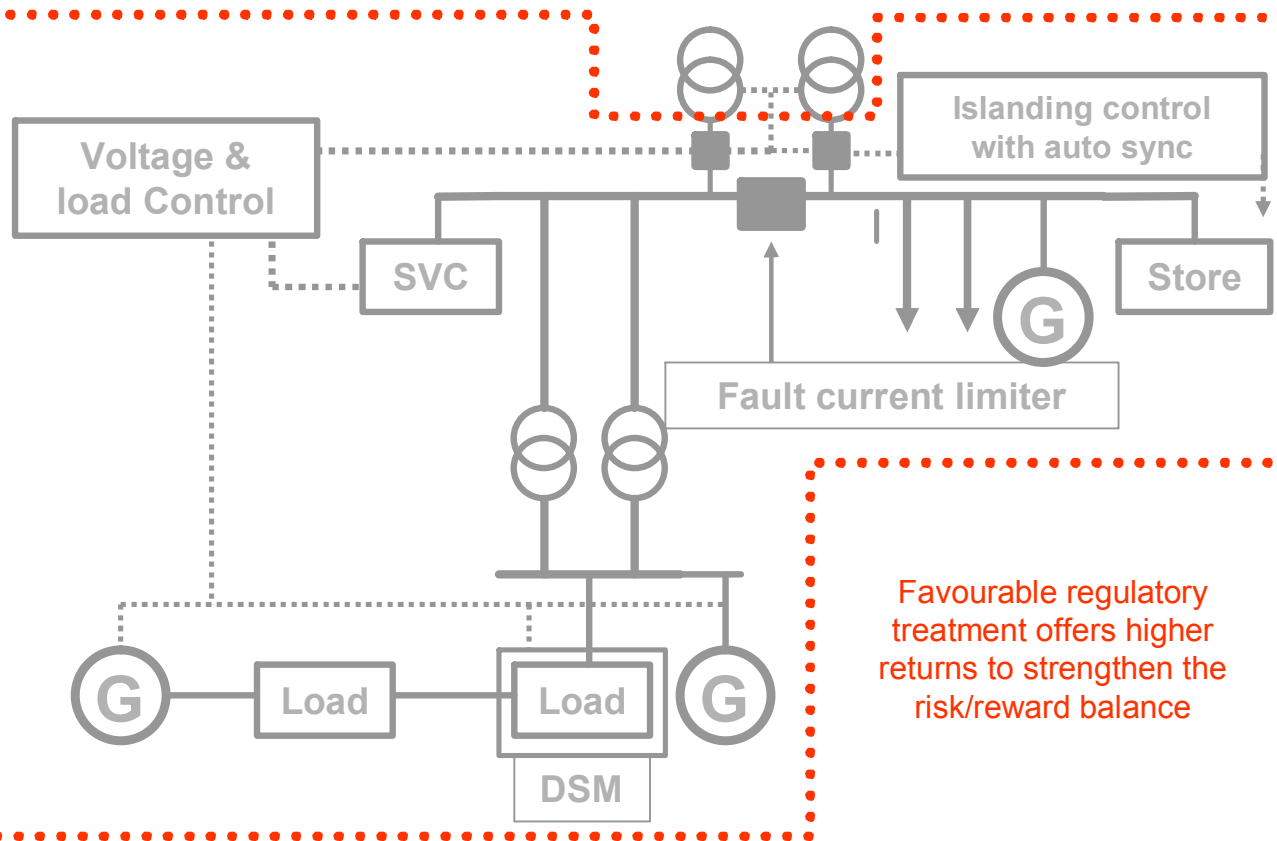 Islanding control
with auto sync
Voltage &
load Control
SVC
Store
G
Fault current limiter
Favourable regulatory
treatment offers higher
returns to strengthen the
risk/reward balance
G
Load
Load
G
DSM